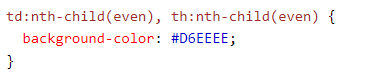 td:nth-child(even), th:nth-child(even) {
  background-color: #D6EEEE;
}